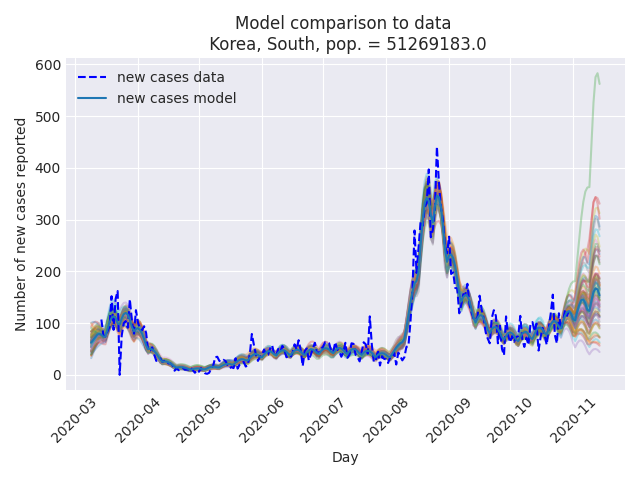 Model comparison to data
Korea, South, pop. = 51269183.0
new cases data
new cases model
Number of new cases reported
600
500
400
300
200
100
0
2020-03
2020-04
2020-05
2020-06
2020-07
2020-08
2020-09
2020-10
2020-11
Day